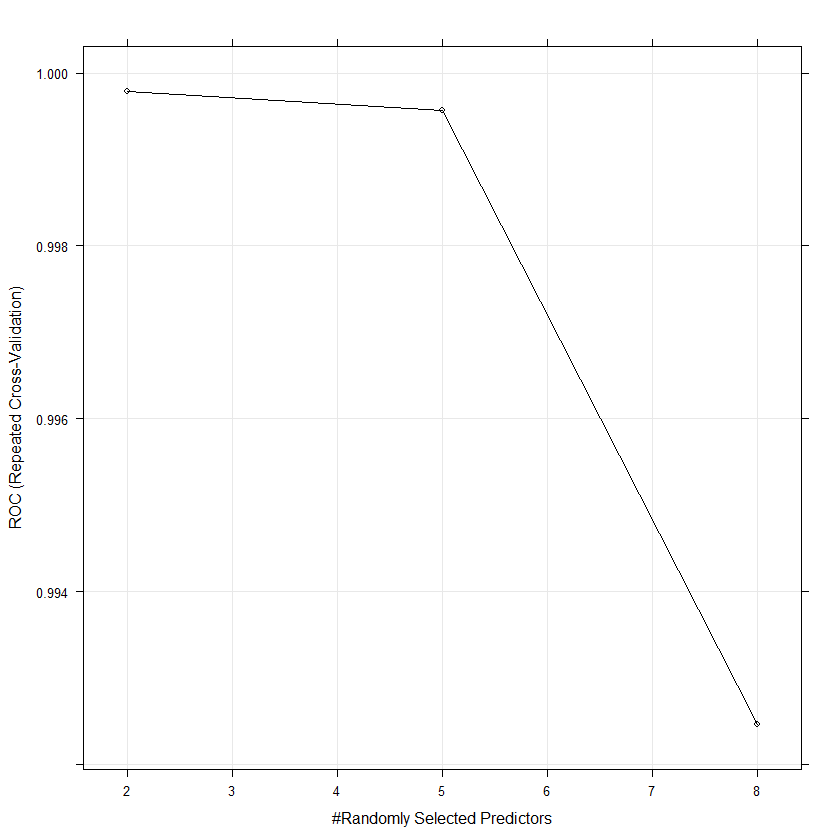 1.000
0.998
0.996
0.994
ROC (Repeated Cross-Validation)
2 3 4 5 6 7 8
#Randomly Selected Predictors